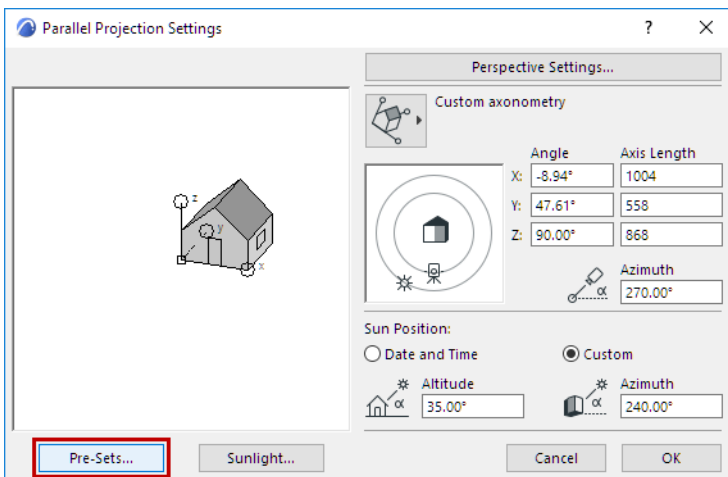 Parallel Projection Settings
?
Perspective Settings...
Custom axonometry
Angle Axis Length
X: -8.94° 1004
Y: 47.61° 558
Z: 90.00° 868
z
y
x
α
Azimuth
270.00°
Sun Position:
Date and Time Custom
α
Altitude
35.00°
α
Azimuth
240.00°
Pre-Sets... Sunlight... Cancel OK